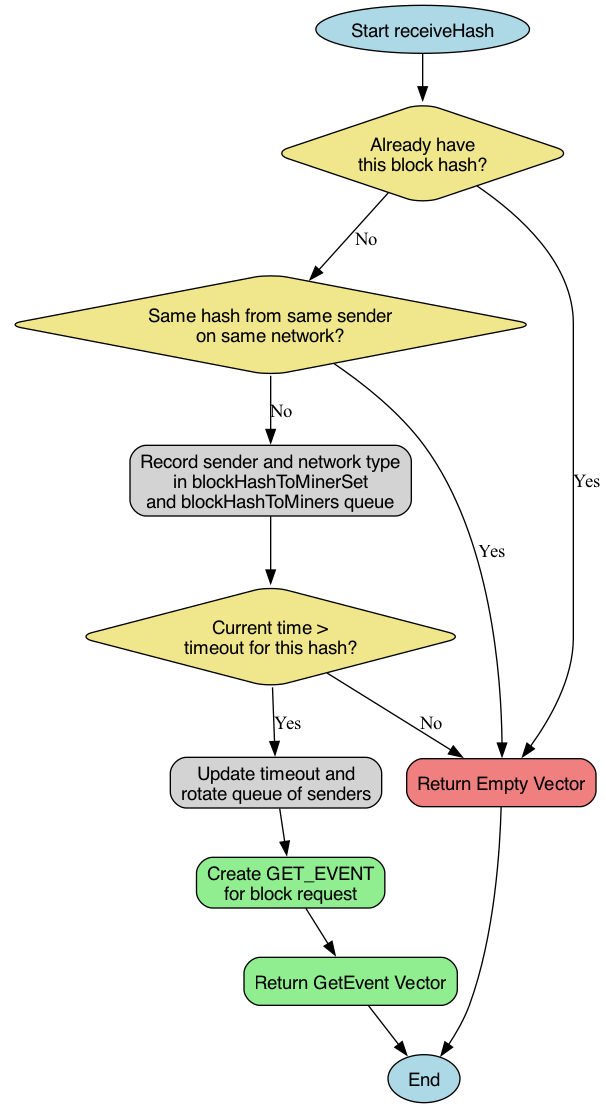 Start receiveHash
Already have
this block hash?
No
Same hash from same sender
on same network?
No
Yes
Record sender and network type
in blockHashToMinerSet
and blockHashToMiners queue
Yes
Current time >
timeout for this hash?
Yes
No
Update timeout and
rotate queue of senders
Return Empty Vector
Create GET_EVENT
for block request
Return GetEvent Vector
End